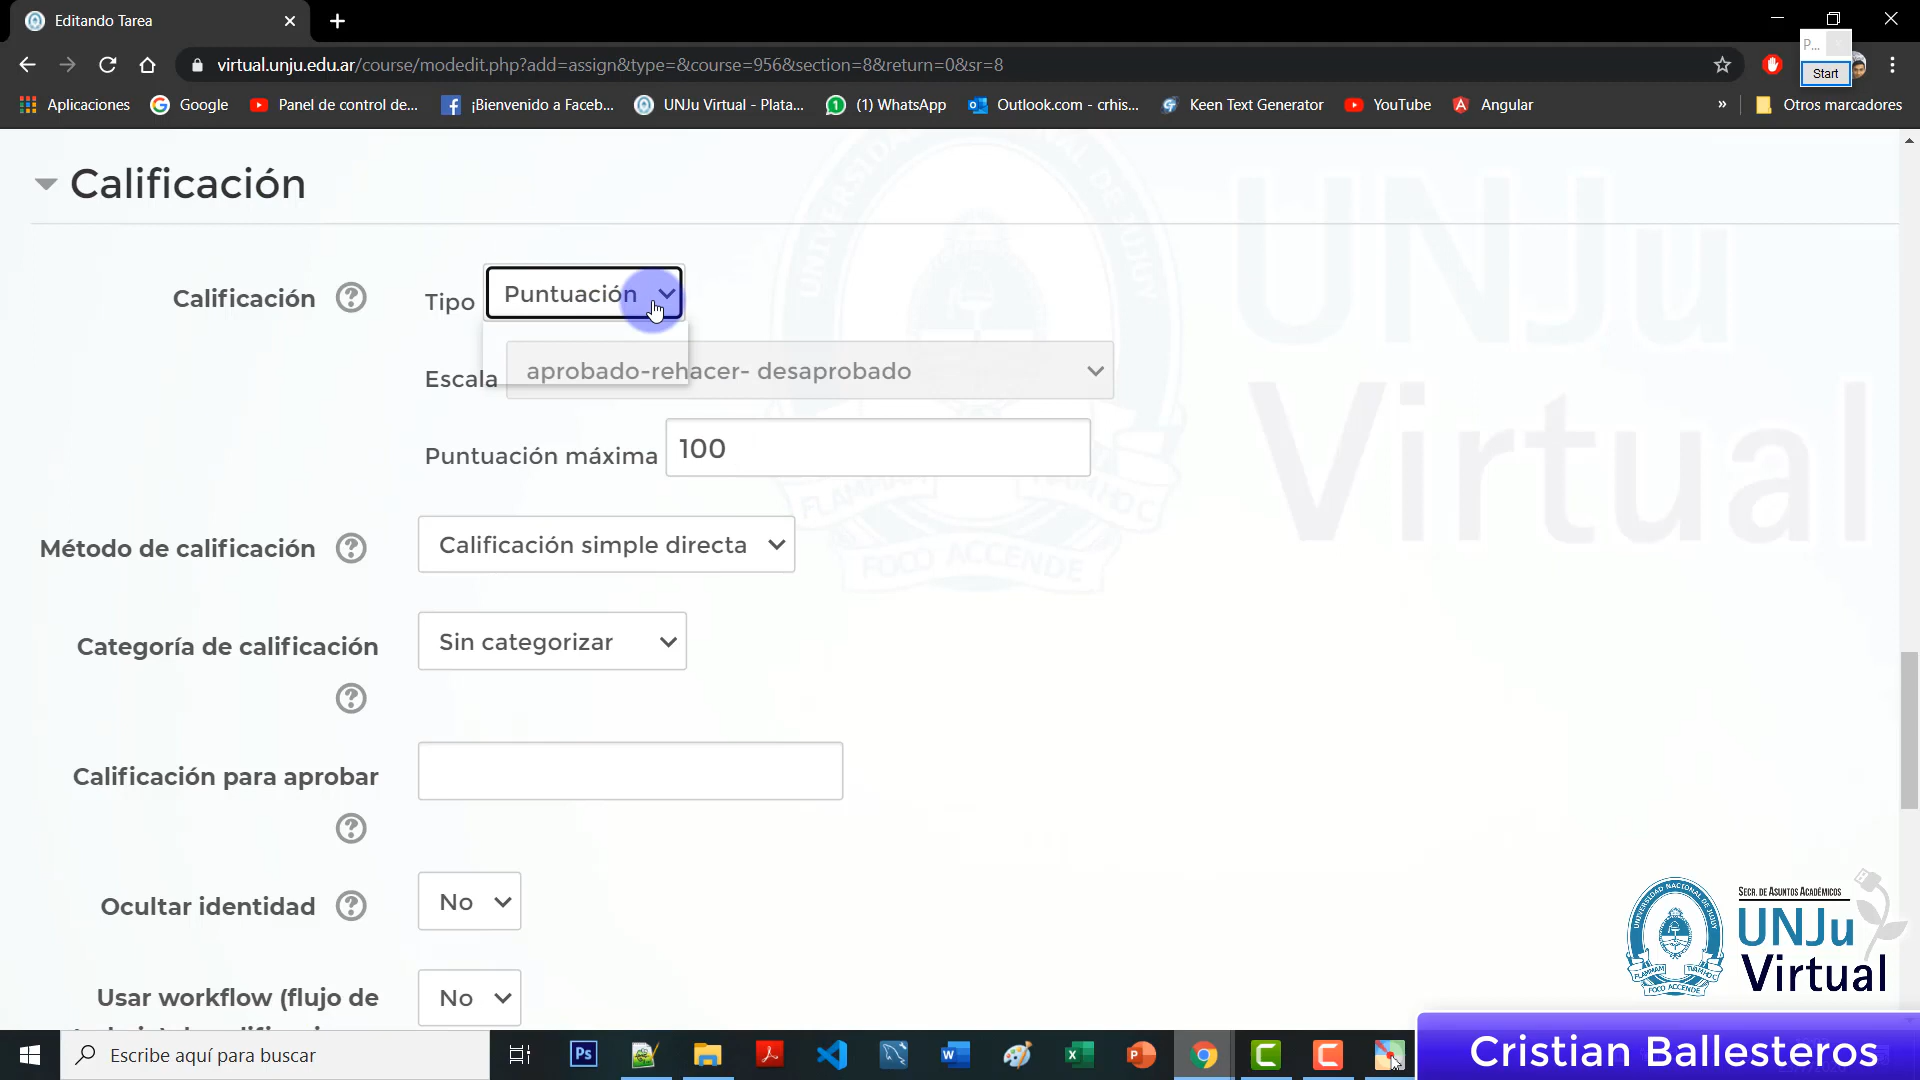 Editando Tarea
virtual.unju.edu.ar/course/modedit.php?add=assign&type=&course=956&section=8&return=0&sr=8
P...
Start
Aplicaciones
Google
Panel de control de...
¡Bienvenido a Faceb...
UNJu Virtual - Plata...
(1) WhatsApp
Outlook.com - crhis...
Keen Text Generator
YouTube
Angular
»
Otros marcadores
Calificación
Calificación
Tipo
Puntuación
Escala
aprobado-rehacer- desaprobado
Puntuación máxima
100
Método de calificación
Calificación simple directa
Categoría de calificación
Sin categorizar
Calificación para aprobar
Ocultar identidad
No
Usar workflow (flujo de
No
UNJu
Virtual
FOCO ACCENDE
SECR. DE ASUNTOS ACADÉMICOS
UNJu
Virtual
Escribe aquí para buscar
Cristian Ballesteros